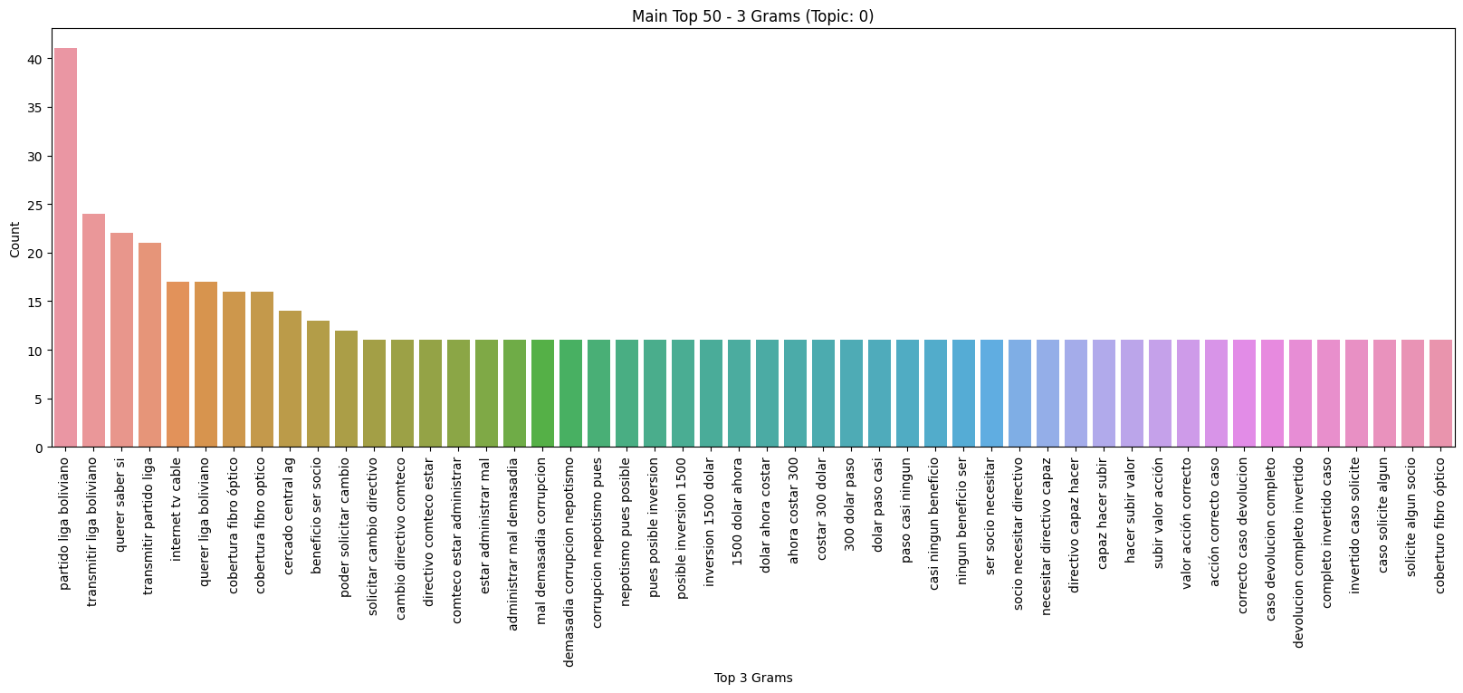 Main Top 50 - 3 Grams (Topic: 0)
Count
40
35
30
25
20
15
10
5
0
partido liga boliviano
transmitir liga boliviano
querer saber si
transmitir partido liga
internet tv cable
querer liga boliviano
cobertura fibro óptico
cobertura fibro optico
cercado central ag
beneficio ser socio
poder solicitar cambio
solicitar cambio directivo
cambio directivo comteco
directivo comteco estar
comteco estar administrar
estar administrar mal
administrar mal demasadia
mal demasadia corrupcion
demasadia corrupcion nepotismo
corrupcion nepotismo pues
nepotismo pues posible
pues posible inversion
posible inversion 1500
inversion 1500 dolar
1500 dolar ahora
dolar ahora costar
ahora costar 300
costar 300 dolar
300 dolar paso
dolar paso casi
paso casi ningun
casi ningun beneficio
ningun beneficio ser
ser socio necesitar
socio necesitar directivo
necesitar directivo capaz
directivo capaz hacer
capaz hacer subir
hacer subir valor
subir valor acción
valor acción correcto
acción correcto caso
correcto caso devolucion
caso devolucion completo
devolucion completo invertido
completo invertido caso
invertido caso solicite
caso solicite algun
solicite algun socio
coberturo fibro óptico
Top 3 Grams